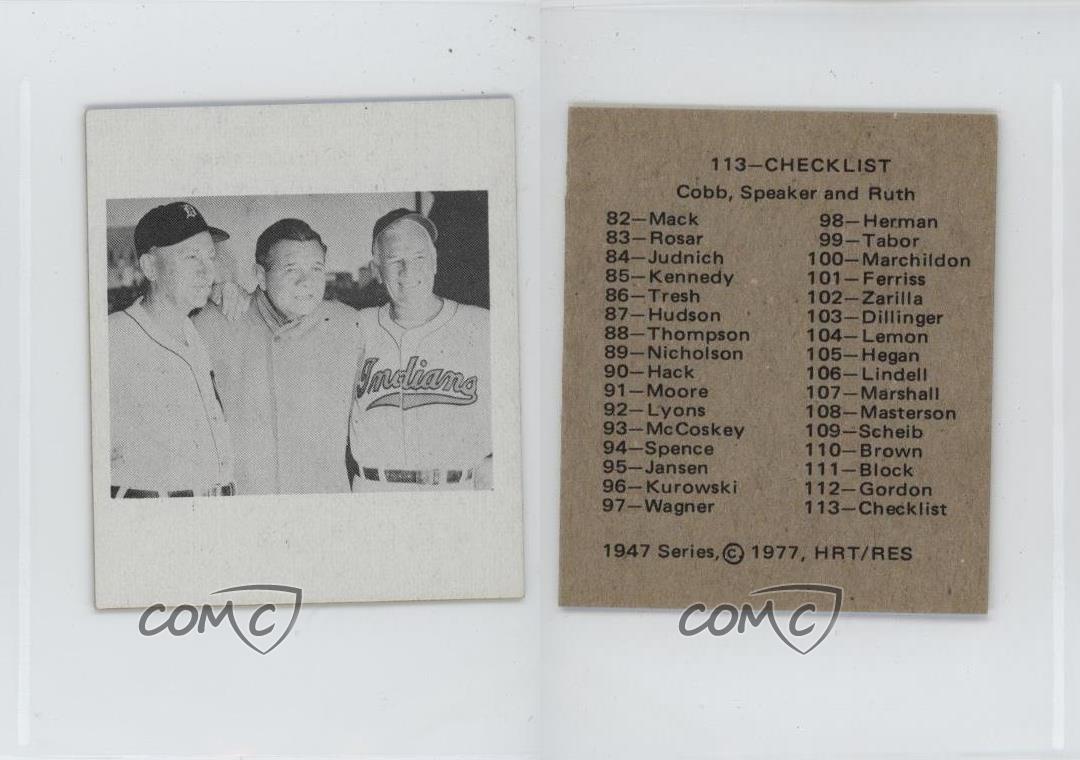 D
Indians
COMC
113—CHECKLIST
Cobb, Speaker and Ruth
82—Mack
83—Rosar
84—Judnich
85—Kennedy
86—Tresh
87—Hudson
88—Thompson
89—Nicholson
90—Hack
91—Moore
92—Lyons
93—McCoskey
94—Spence
95—Jansen
96—Kurowski
97—Wagner
98—Herman
99—Tabor
100—Marchildon
101—Ferriss
102—Zarilla
103—Dillinger
104—Lemon
105—Hegan
106—Lindell
107—Marshall
108—Masterson
109—Scheib
110—Brown
111—Block
112—Gordon
113—Checklist
1947 Series, © 1977, HRT/RES
COMC